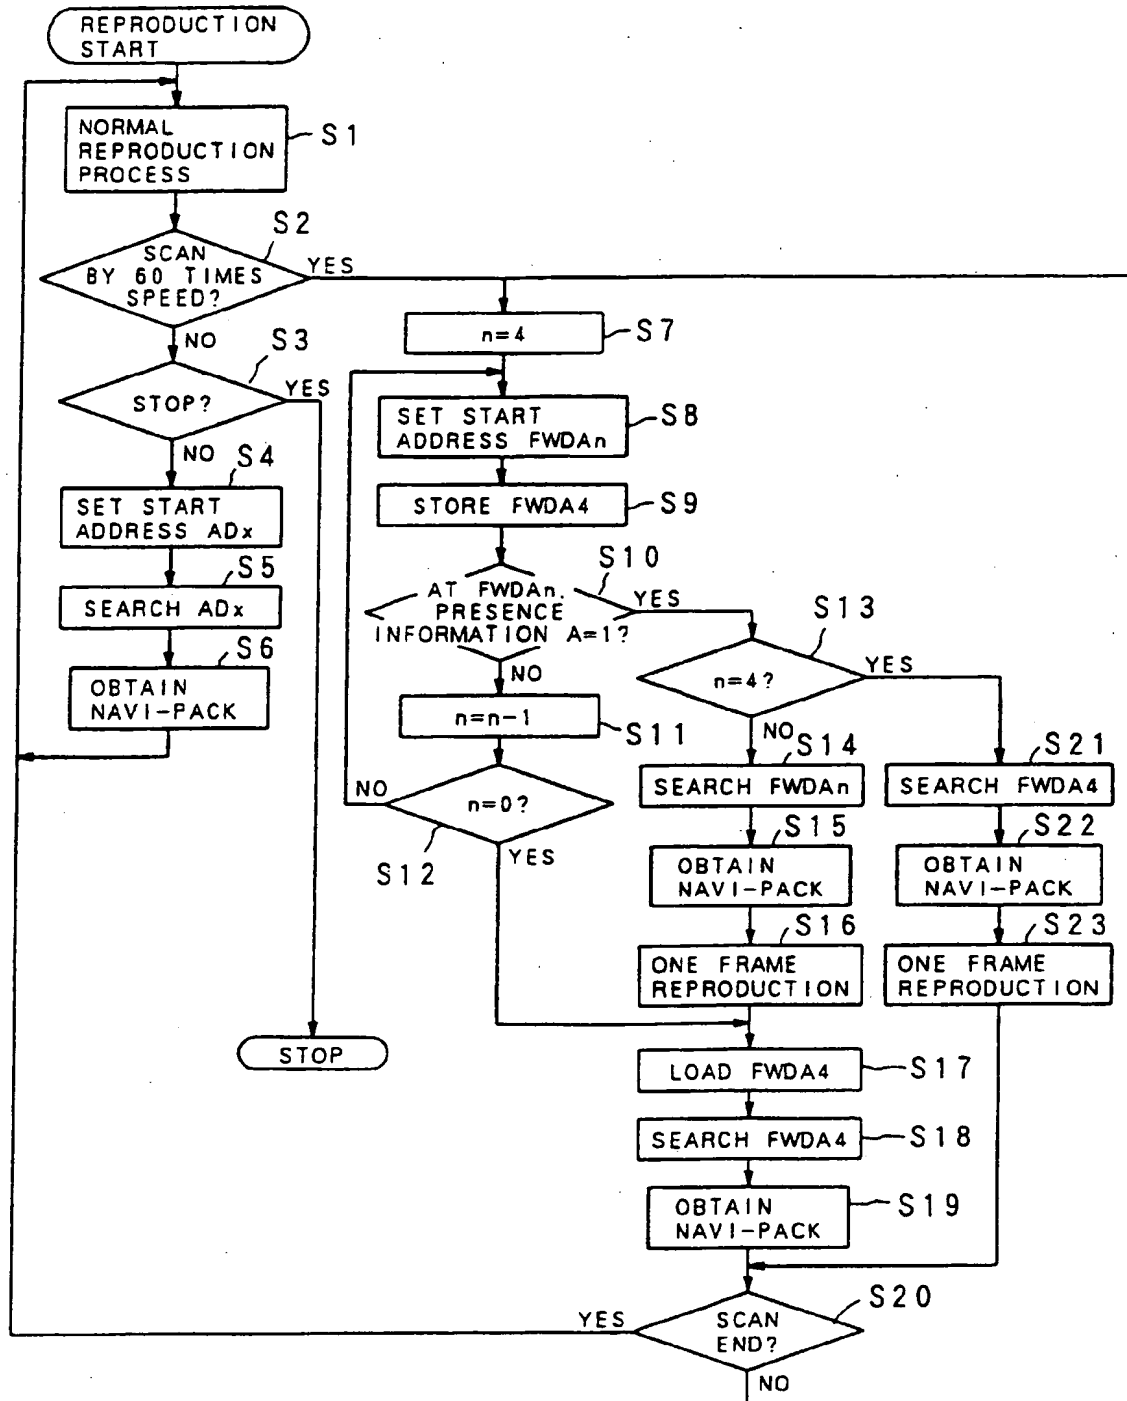 REPRODUCTION
START
NORMAL
REPRODUCTION
PROCESS
S1
S2
SCAN
BY 60 TIMES
SPEED?
YES
NO
S3
STOP?
YES
NO
S4
SET START
ADDRESS ADx
S5
SEARCH ADx
S6
OBTAIN
NAVI-PACK
STOP
n=4
S7
SET START
ADDRESS FWDAn
S8
STORE FWDA4
S9
S10
AT FWDAn,
PRESENCE
INFORMATION A=1?
YES
NO
n=n-1
S11
n=0?
NO
YES
S12
S13
n=4?
YES
NO
S14
SEARCH FWDAn
S15
OBTAIN
NAVI-PACK
S16
ONE FRAME
REPRODUCTION
S21
SEARCH FWDA4
S22
OBTAIN
NAVI-PACK
S23
ONE FRAME
REPRODUCTION
LOAD FWDA4
S17
SEARCH FWDA4
S18
OBTAIN
NAVI-PACK
S19
S20
SCAN
END?
YES
NO